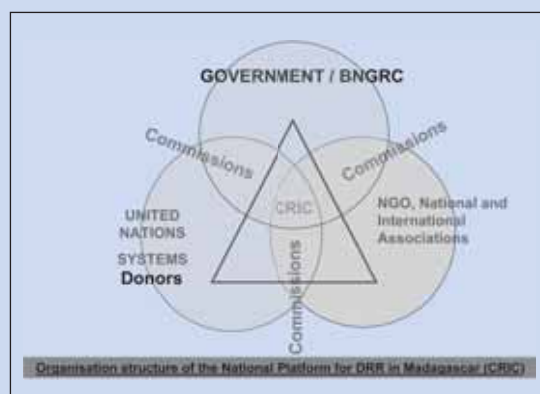 GOVERNMENT / BNGRC
Commissions
Commissions
CRIC
UNITED
NATIONS
SYSTEMS
Donors
NGO, National and
International
Associations
Commissions
Organisation structure of the National Platform for DRR in Madagascar (CRIC)